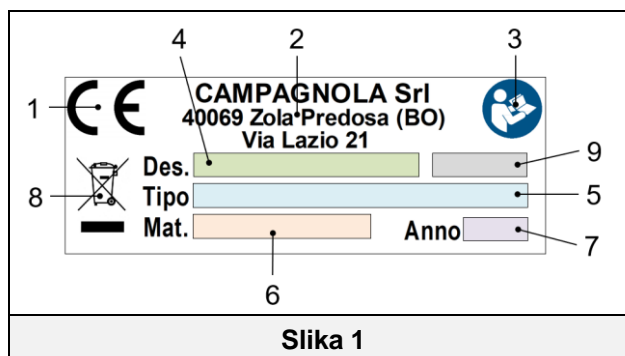 4 2 3
1 CE CAMPAGNOLA Srl
40069 Zola Predosa (BO)
Via Lazio 21
Des. 9
8 Tipo 5
Mat. Anno 7
6
Slika 1